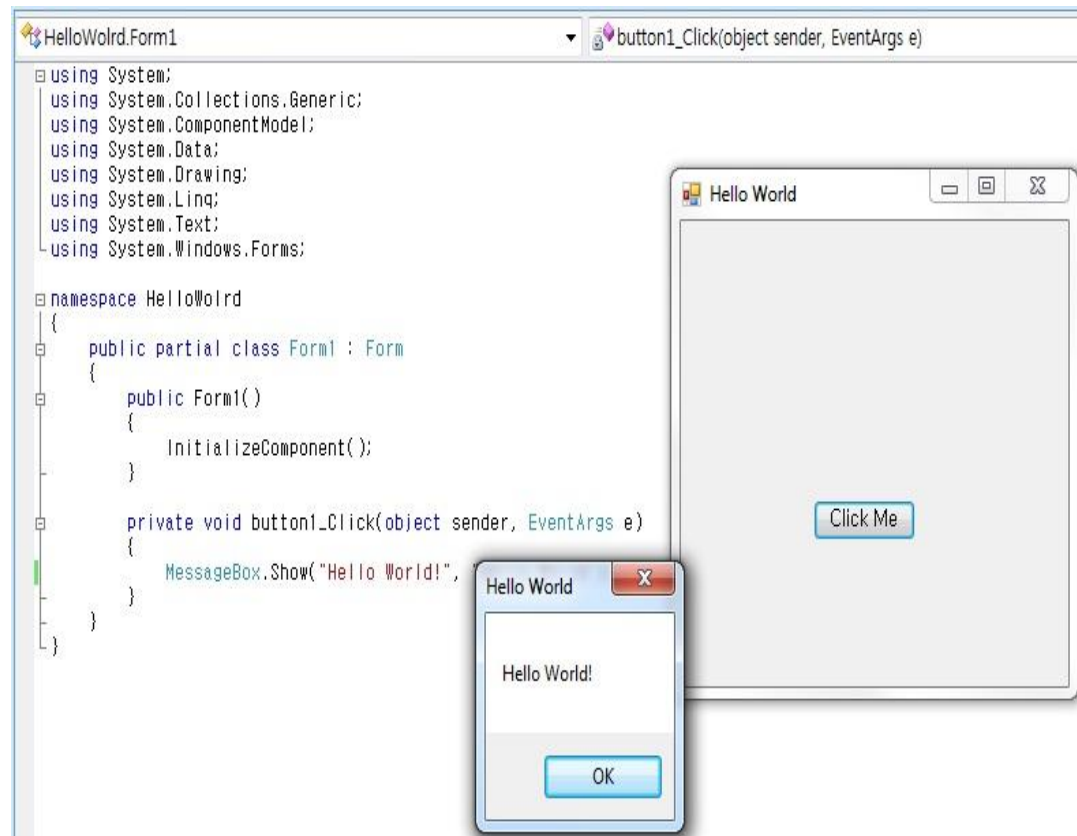 HelloWolrd.Form1
button1_Click(object sender, EventArgs e)
using System;
using System.Collections.Generic;
using System.ComponentModel;
using System.Data;
using System.Drawing;
using System.Linq;
using System.Text;
using System.Windows.Forms;
namespace HelloWolrd
{
public partial class Form1 : Form
{
public Form1()
{
InitializeComponent();
}
private void button1_Click(object sender, EventArgs e)
{
MessageBox.Show("Hello World!", "
}
}
}
Hello World
Click Me
Hello World
Hello World!
OK